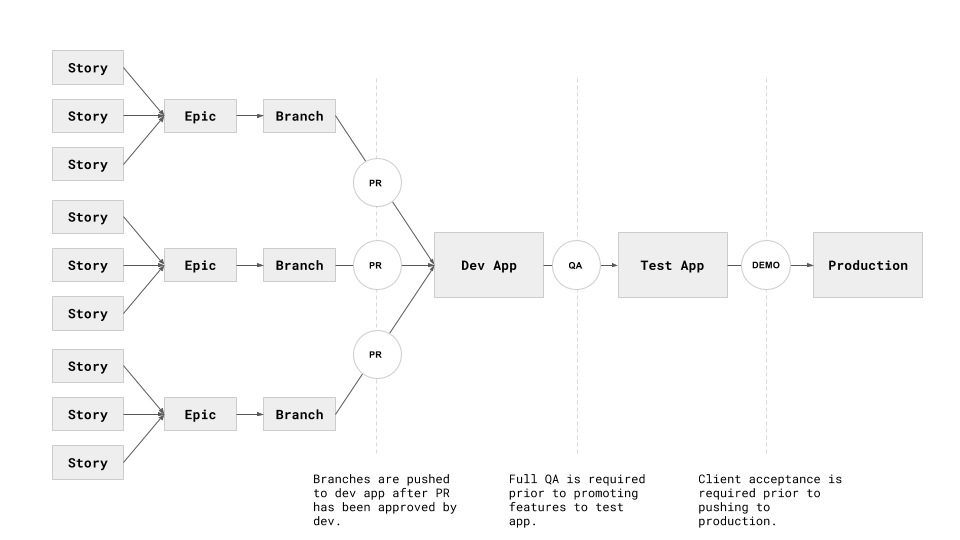 Story
Story
Story
Epic
Branch
PR
Story
Story
Story
Epic
Branch
PR
Dev App
QA
Test App
DEMO
Production
PR
Story
Story
Story
Epic
Branch
Branches are pushed
to dev app after PR
has been approved by
dev.
Full QA is required
prior to promoting
features to test
app.
Client acceptance is
required prior to
pushing to
production.